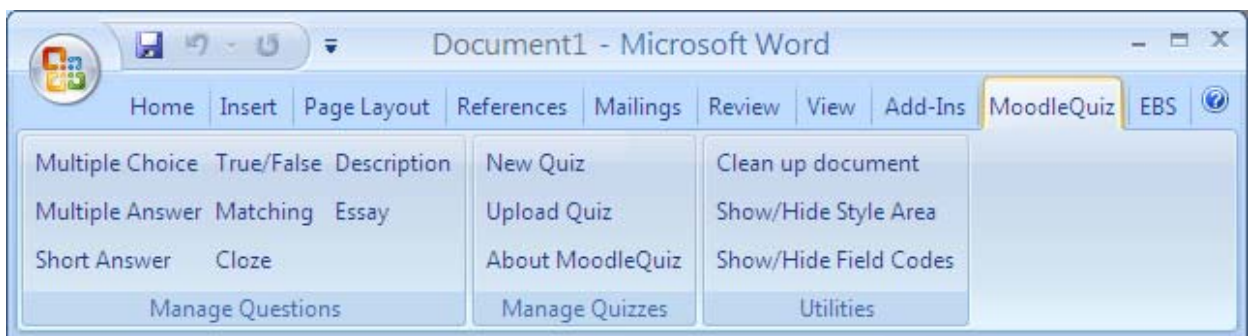 Document1 - Microsoft Word
Home Insert Page Layout References Mailings Review View Add-Ins MoodleQuiz EBS
Multiple Choice True/False Description New Quiz Clean up document
Multiple Answer Matching Essay Upload Quiz Show/Hide Style Area
Short Answer Cloze About MoodleQuiz Show/Hide Field Codes
Manage Questions Manage Quizzes Utilities